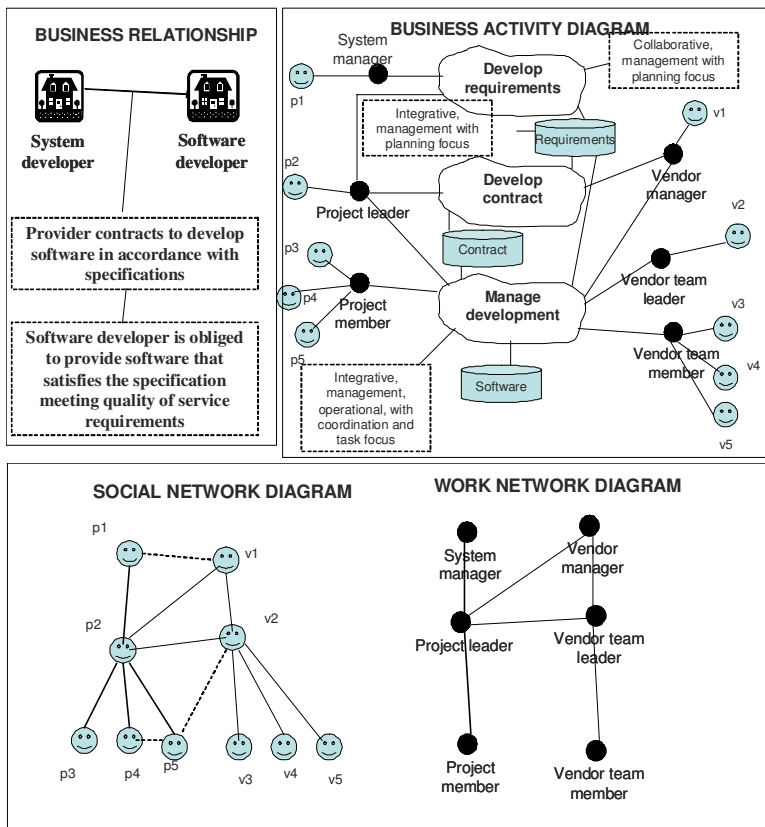 BUSINESS RELATIONSHIP
System
developer
Software
developer
Provider contracts to develop
software in accordance with
specifications
Software developer is obliged
to provide software that
satisfies the specification
meeting quality of service
requirements
BUSINESS ACTIVITY DIAGRAM
System
manager
p1
Develop
requirements
Collaborative,
management with
planning focus
Integrative,
management with
planning focus
Requirements
v1
p2
Project leader
Develop
contract
Vendor
manager
v2
Contract
p3
p4
p5
Project
member
Manage
development
Vendor team
leader
v3
Vendor team
member
v4
v5
Integrative,
management,
operational, with
coordination and
task focus
Software
SOCIAL NETWORK DIAGRAM
p1
v1
p2
v2
p3
p4
p5
v3
v4
v5
WORK NETWORK DIAGRAM
System
manager
Vendor
manager
Project leader
Vendor team
leader
Project
member
Vendor team
member